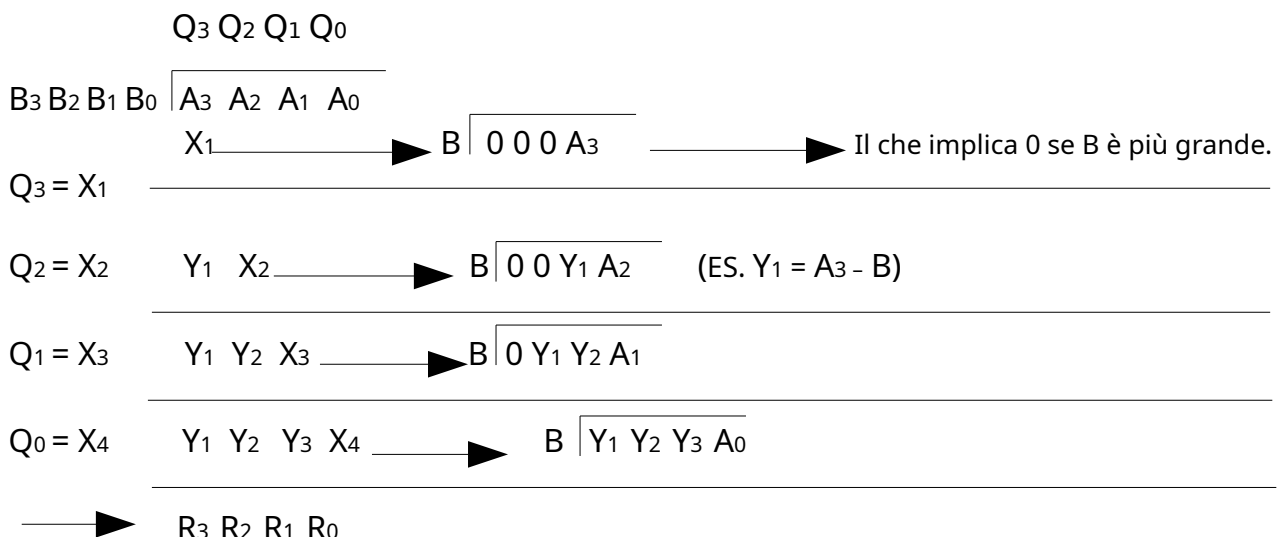 Q3 Q2 Q1 Q0
B3 B2 B1 B0 A3 A2 A1 A0
X1 B 0 0 0 A3 Il che implica 0 se B è più grande.
Q3 = X1
Q2 = X2 Y1 X2 B 0 0 Y1 A2 (ES. Y1 = A3 – B)
Q1 = X3 Y1 Y2 X3 B 0 Y1 Y2 A1
Q0 = X4 Y1 Y2 Y3 X4 B Y1 Y2 Y3 A0
R3 R2 R1 R0